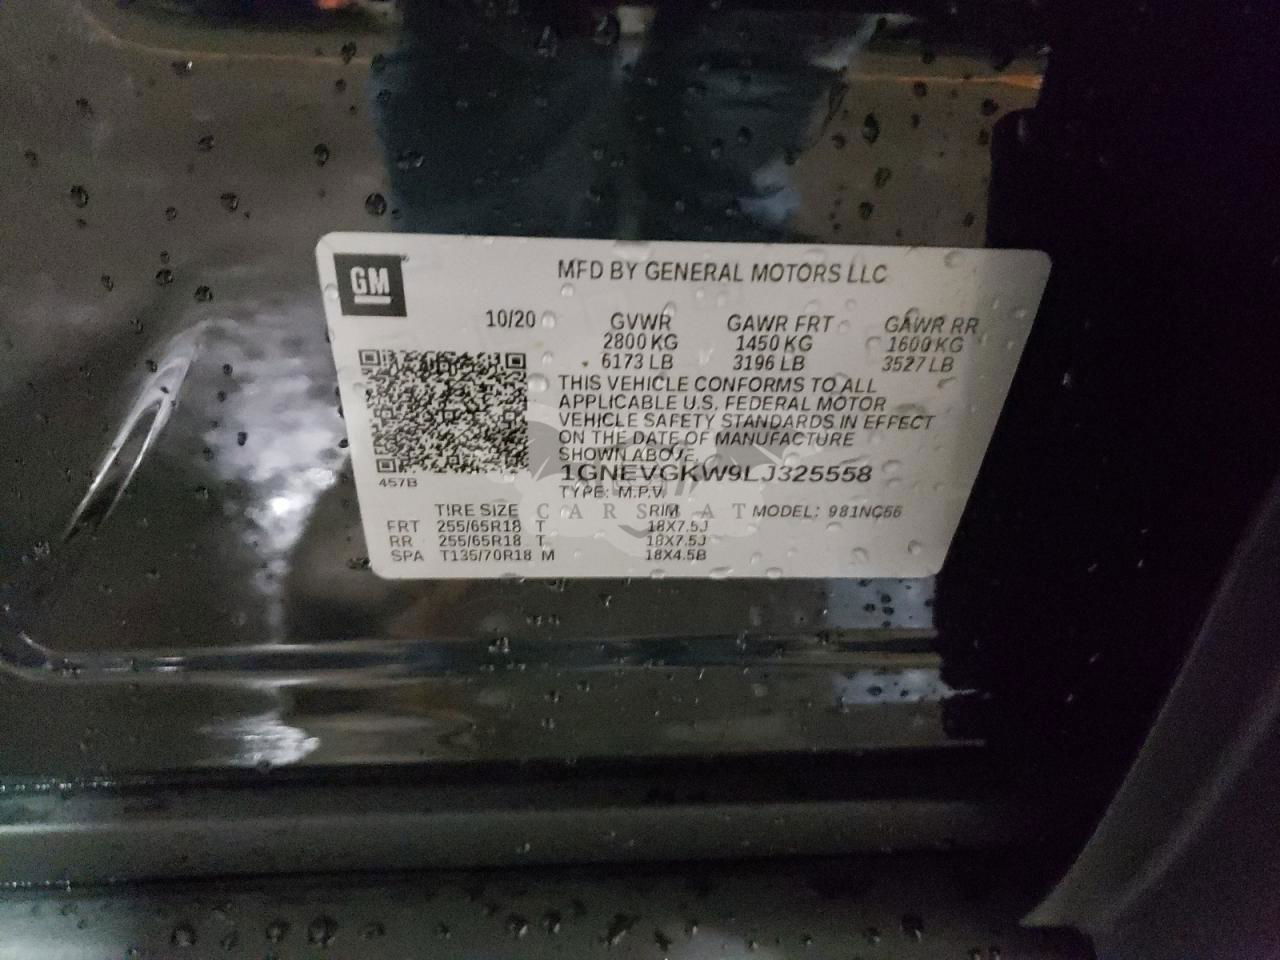 GM
MFD BY GENERAL MOTORS LLC
10/20 GVWR GAWR FRT GAWR RR
2800 KG 1450 KG 1600 KG
6173 LB 3196 LB 3527 LB
THIS VEHICLE CONFORMS TO ALL
APPLICABLE U.S. FEDERAL MOTOR
VEHICLE SAFETY STANDARDS IN EFFECT
ON THE DATE OF MANUFACTURE
SHOWN ABOVE.
1GNEVGKW9LJ325558
457B
TYPE: M.P.V.
TIRE SIZE RIM MODEL: 981NC56
CARSRAT
FRT 255/65R18 T 18X7.5J
RR 255/65R18 T 18X7.5J
SPA T135/70R18 M 18X4.5B